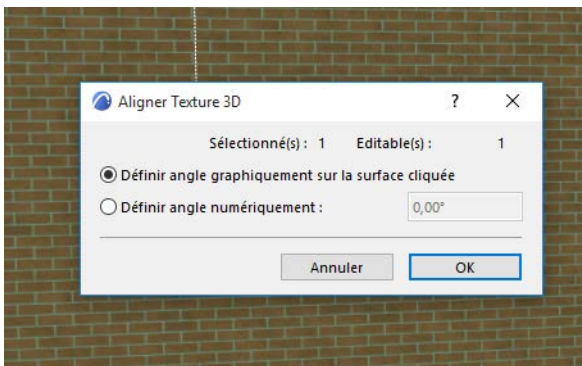 Aligner Texture 3D
Sélectionné(s) : 1 Editable(s) : 1
Définir angle graphiquement sur la surface cliquée
Définir angle numériquement : 0,00°
Annuler OK